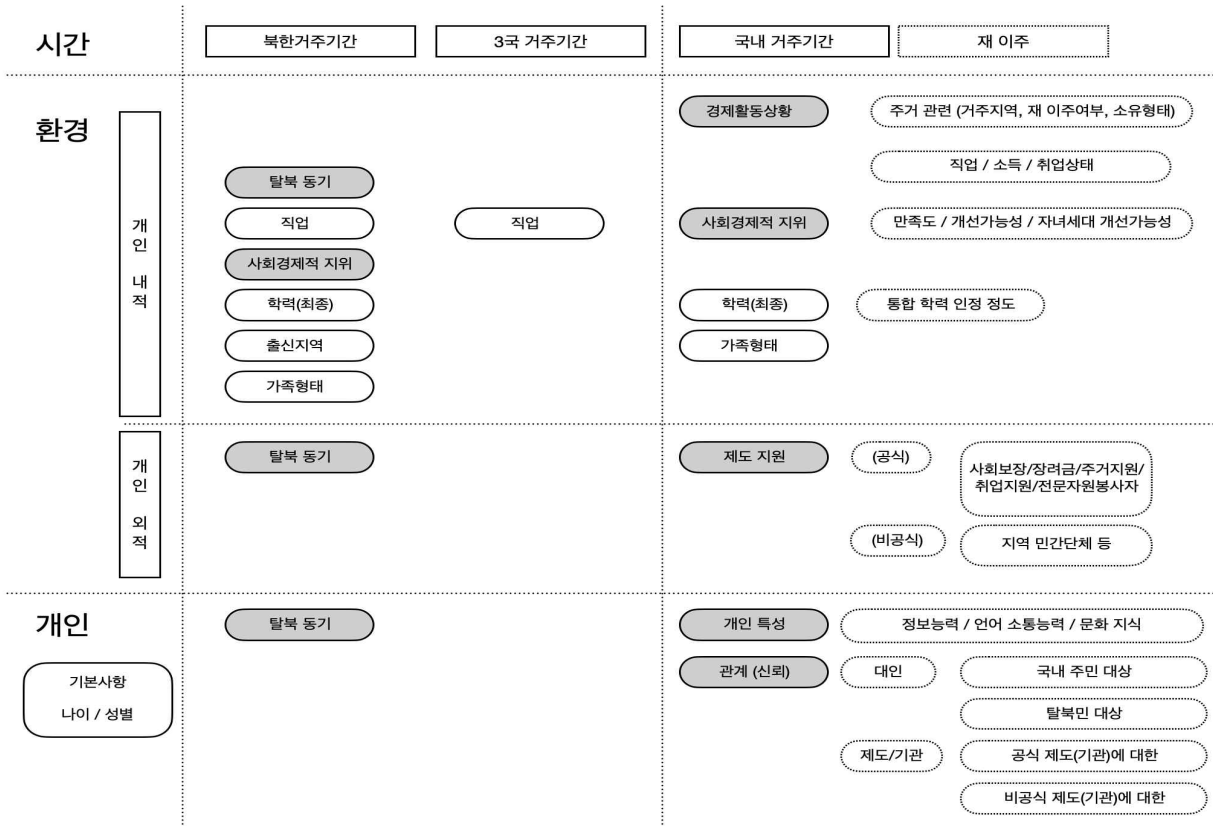 시간
북한거주기간
3국 거주기간
국내 거주기간
재 이주
환경
개인 내적
경제활동상황
주거 관련 (거주지역, 재 이주여부, 소유형태)
직업 / 소득 / 취업상태
탈북 동기
직업
직업
사회경제적 지위
만족도 / 개선가능성 / 자녀세대 개선가능성
사회경제적 지위
학력(최종)
학력(최종)
통합 학력 인정 정도
출신지역
가족형태
가족형태
개인 외적
탈북 동기
제도 지원
(공식)
사회보장/장려금/주거지원/
취업지원/전문자원봉사자
(비공식)
지역 민간단체 등
개인
탈북 동기
개인 특성
정보능력 / 언어 소통능력 / 문화 지식
기본사항
나이 / 성별
관계 (신뢰)
대인
국내 주민 대상
탈북민 대상
제도/기관
공식 제도(기관)에 대한
비공식 제도(기관)에 대한